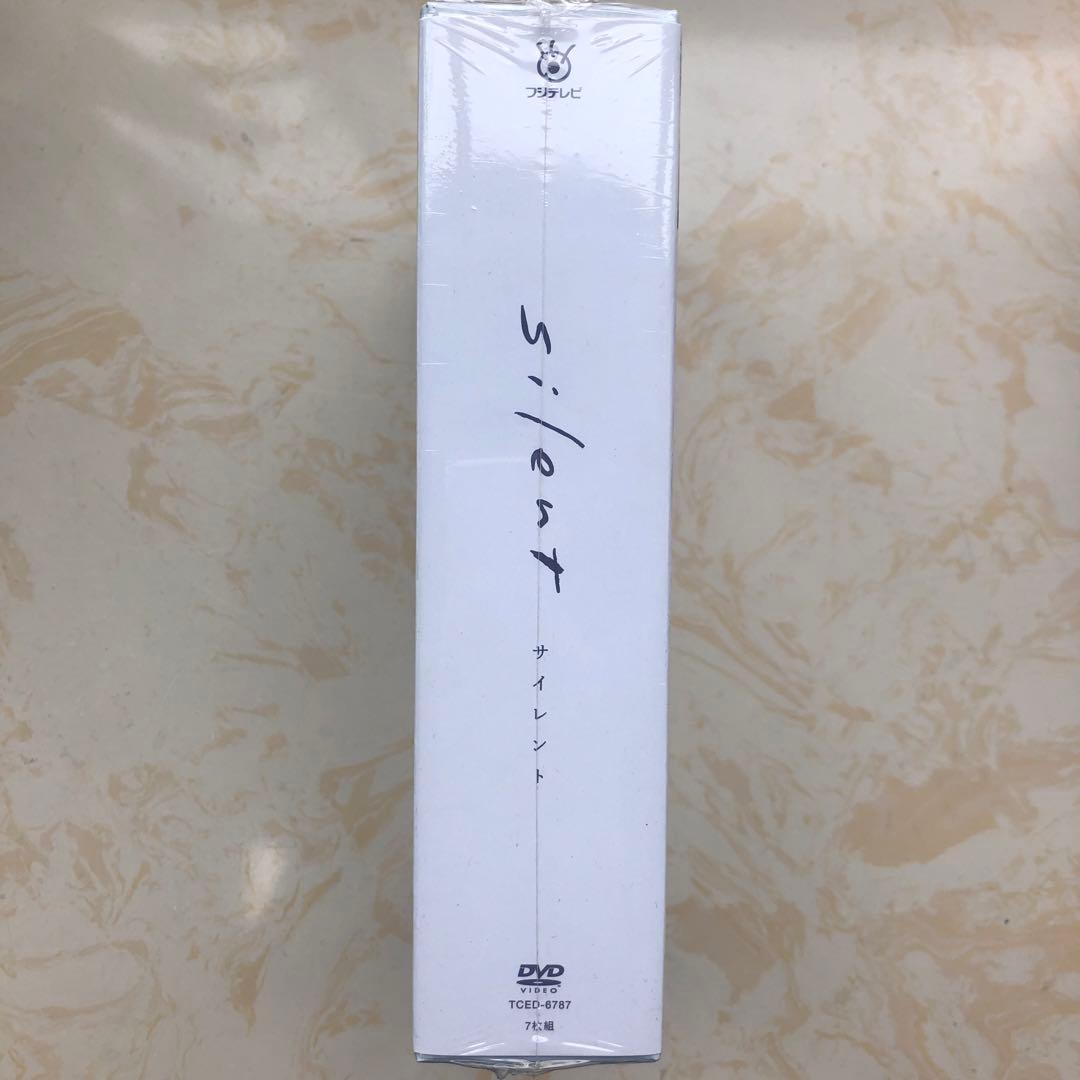 フジテレビ
silent
サイレント
DVD
VIDEO
TCED-6787
7枚組